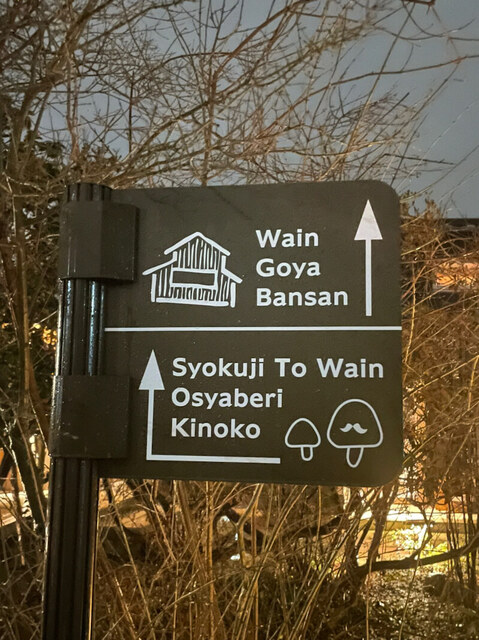 Wain
Goya
Bansan
Syokuji To Wain
Osyaberi
Kinoko